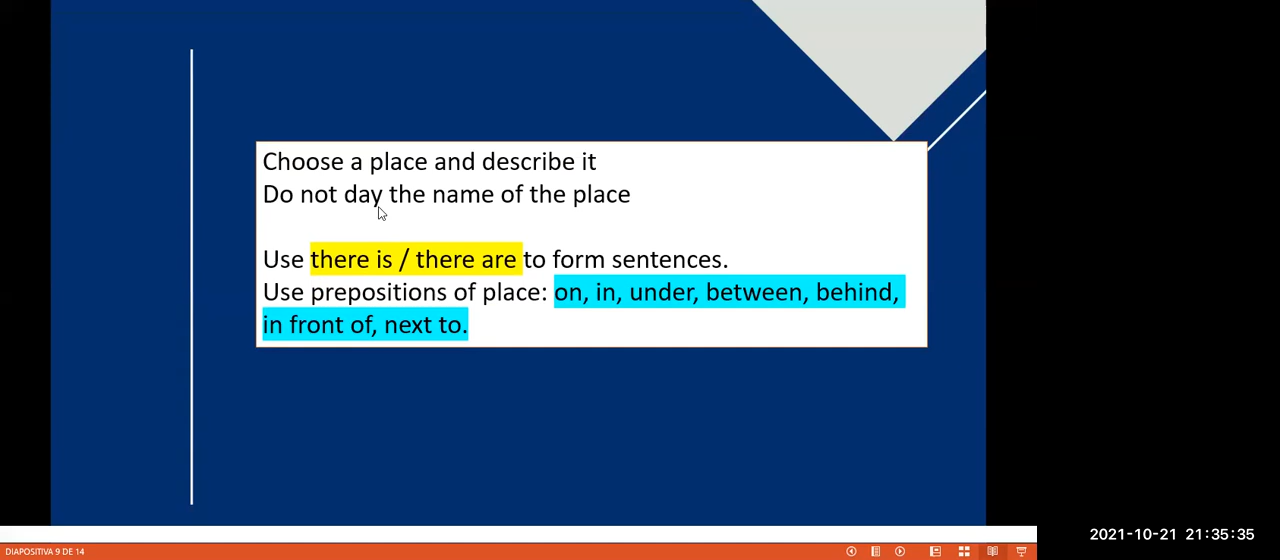 Choose a place and describe it
Do not day the name of the place
Use there is / there are to form sentences.
Use prepositions of place: on, in, under, between, behind,
in front of, next to.
DIAPOSITIVA 9 DE 14
2021-10-21 21:35:35